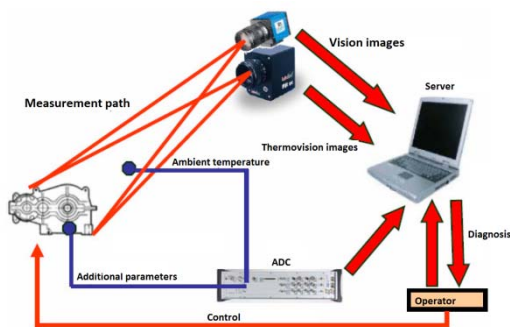 Vision images
Server
Measurement path
Thermovision images
Ambient temperature
Diagnosis
ADC
Additional parameters
Operator
Control